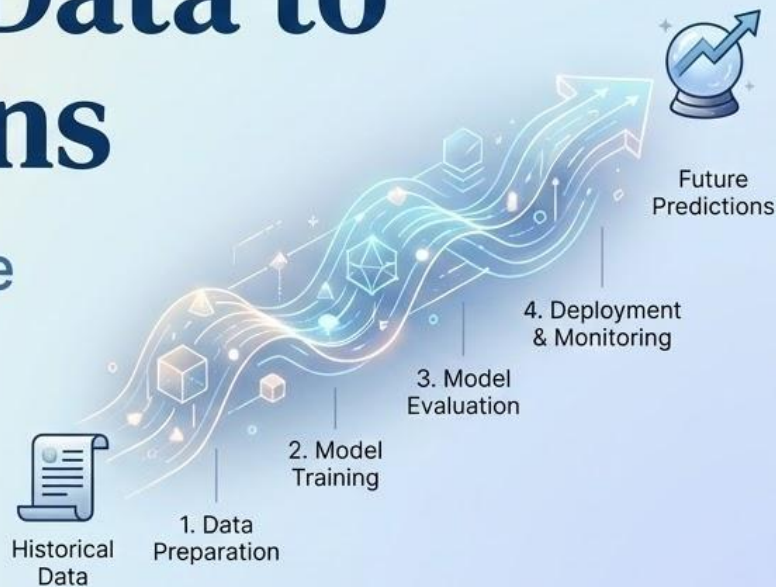 Data to
ns
e
Future
Predictions
4. Deployment
& Monitoring
3. Model
Evaluation
2. Model
Training
1. Data
Preparation
Historical
Data